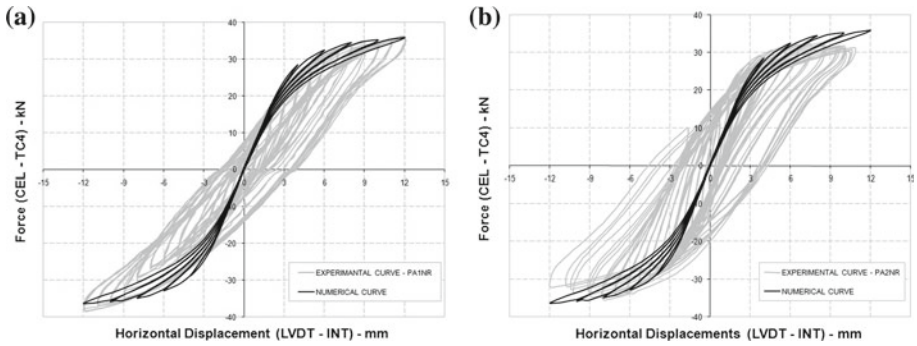 (a)
40
30
20
10
0
-10
-20
-30
-40
-15 -12 -9 -6 -3 0 3 6 9 12 15
Force (CEL - TC4) - kN
EXPERIMANTAL CURVE - PA1NR
NUMERICAL CURVE
Horizontal Displacement (LVDT - INT) - mm
(b)
40
30
20
10
0
-10
-20
-30
-40
-15 -12 -9 -6 -3 0 3 6 9 12 15
Force (CEL - TC4) - kN
EXPERIMENTAL CURVE - PA2NR
NUMERICAL CURVE
Horizontal Displacements (LVDT - INT) - mm